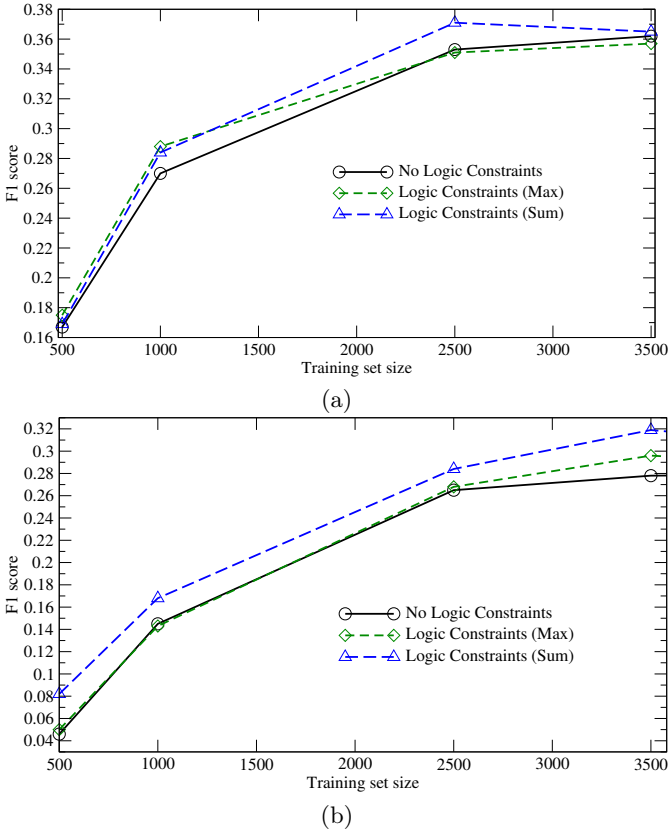 0.38
0.36
0.34
0.32
0.3
0.28
0.26
0.24
0.22
0.2
0.18
0.16
F1 score
No Logic Constraints
Logic Constraints (Max)
Logic Constraints (Sum)
500 1000 1500 2000 2500 3000 3500
Training set size
(a)
0.32
0.3
0.28
0.26
0.24
0.22
0.2
0.18
0.16
0.14
0.12
0.1
0.08
0.06
0.04
F1 score
No Logic Constraints
Logic Constraints (Max)
Logic Constraints (Sum)
500 1000 1500 2000 2500 3000 3500
Training set size
(b)